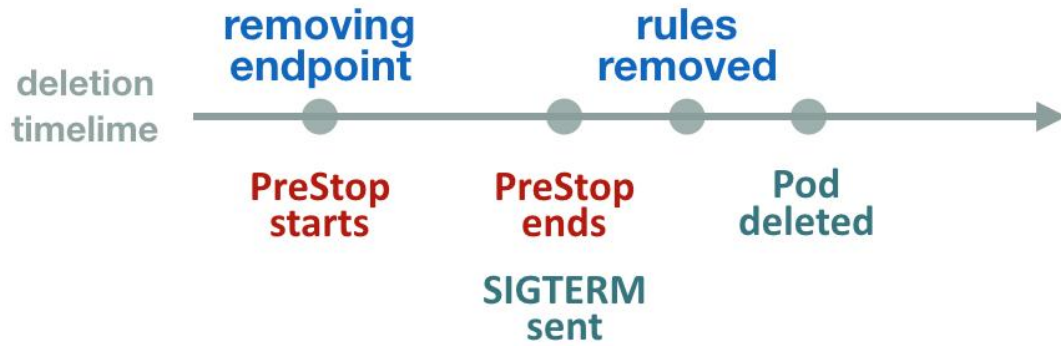 removing
endpoint
rules
removed
deletion
timelime
PreStop
starts
PreStop
ends
Pod
deleted
SIGTERM
sent